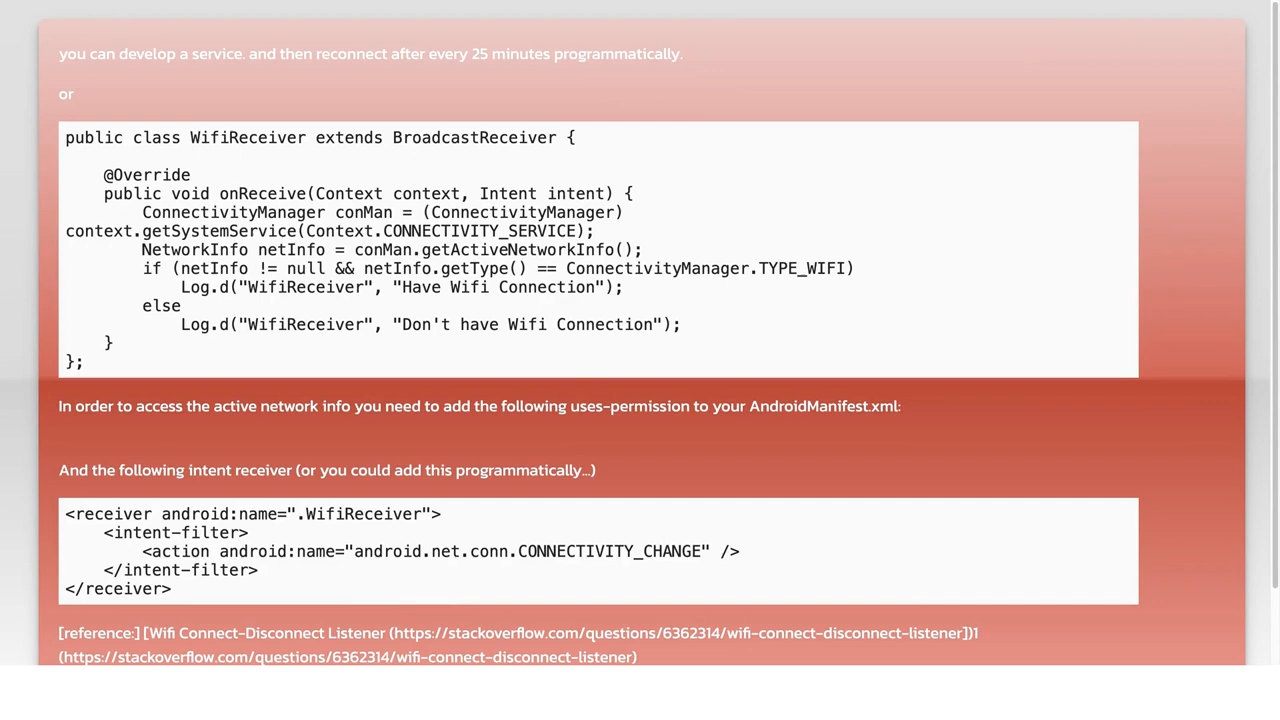 you can develop a service. and then reconnect after every 25 minutes programmatically.
or
public class WifiReceiver extends BroadcastReceiver {
@Override
public void onReceive(Context context, Intent intent) {
ConnectivityManager conMan = (ConnectivityManager)
context.getSystemService(Context.CONNECTIVITY_SERVICE);
NetworkInfo netInfo = conMan.getActiveNetworkInfo();
if (netInfo != null && netInfo.getType() == ConnectivityManager.TYPE_WIFI)
Log.d("WifiReceiver", "Have Wifi Connection");
else
Log.d("WifiReceiver", "Don't have Wifi Connection");
}
};
In order to access the active network info you need to add the following uses-permission to your AndroidManifest.xml:
And the following intent receiver (or you could add this programmatically...)
<receiver android:name=".WifiReceiver">
<intent-filter>
<action android:name="android.net.conn.CONNECTIVITY_CHANGE" />
</intent-filter>
</receiver>
[reference:] [Wifi Connect-Disconnect Listener (https://stackoverflow.com/questions/6362314/wifi-connect-disconnect-listener])1
(https://stackoverflow.com/questions/6362314/wifi-connect-disconnect-listener)